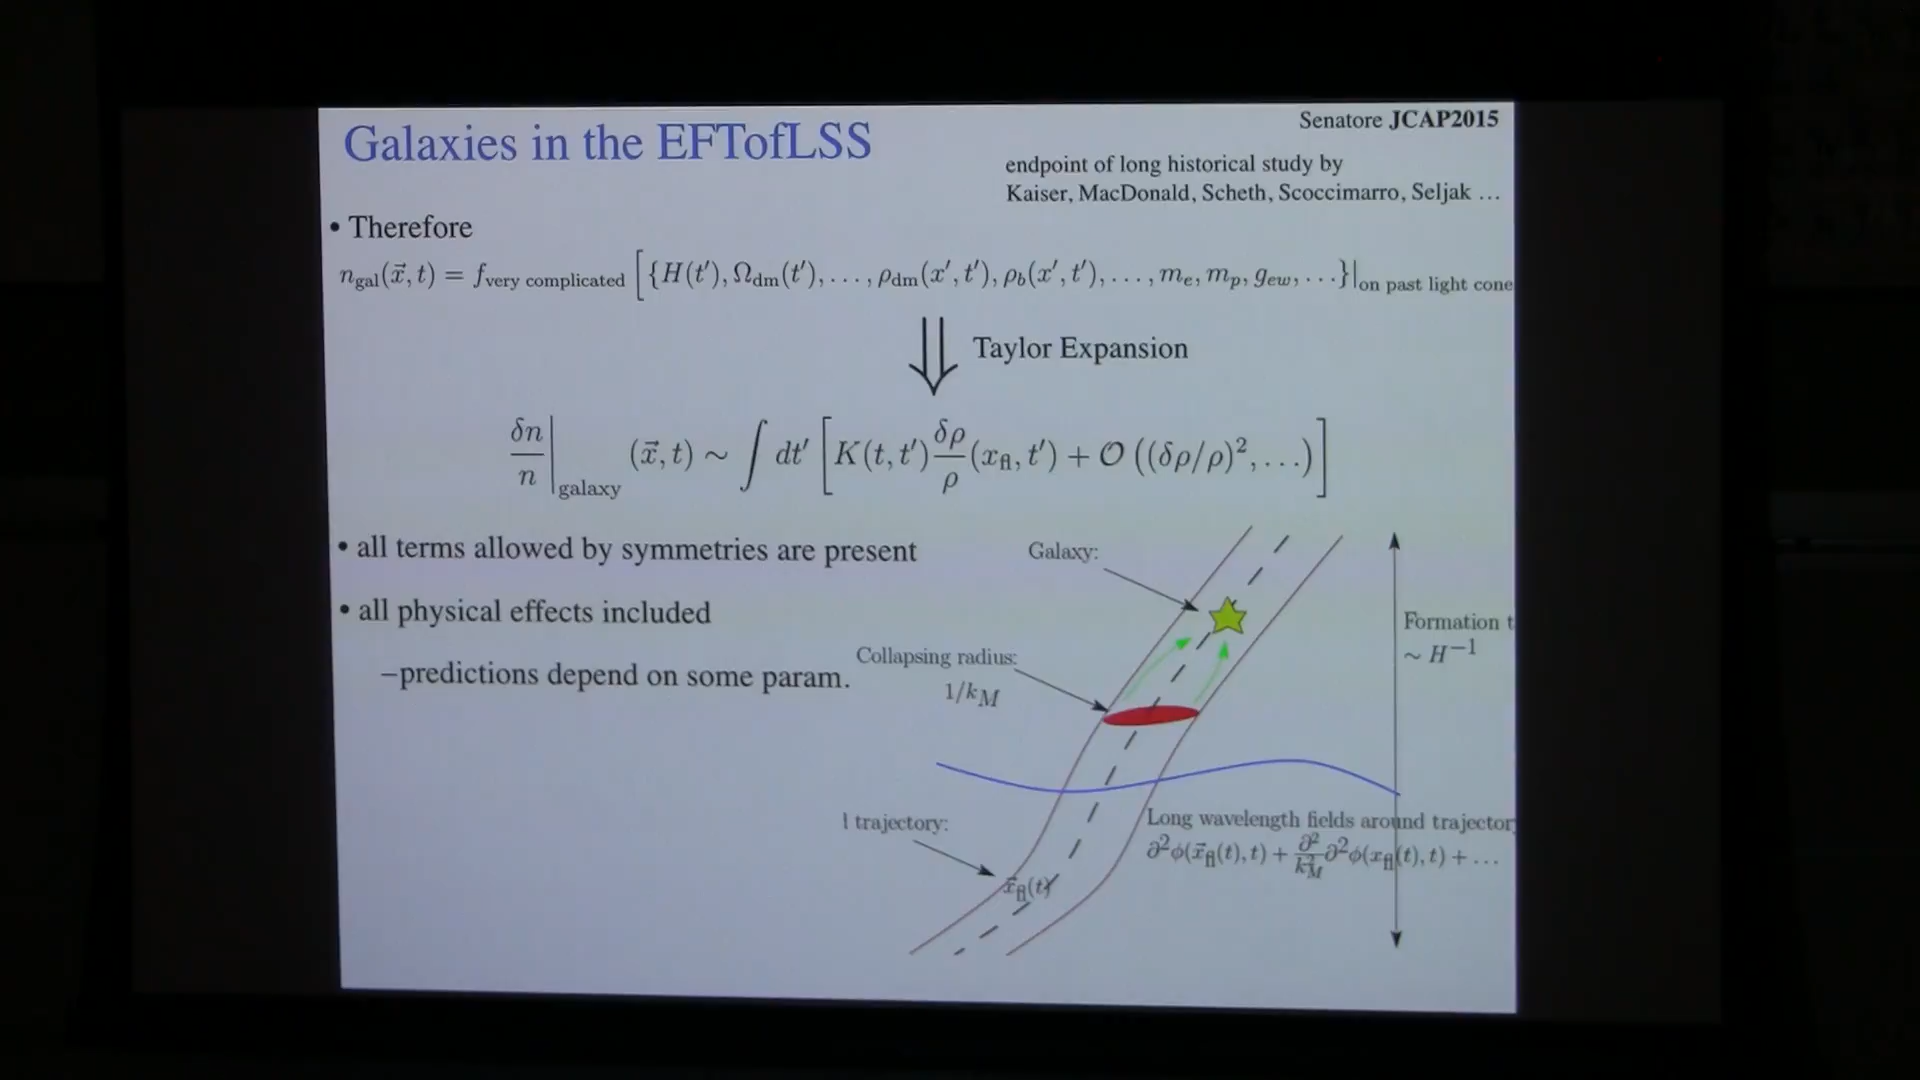 Galaxies in the EFTofLSS
Senatore JCAP2015
endpoint of long historical study by
Kaiser, MacDonald, Scheth, Scoccimarro, Seljak ...
• Therefore
n_gal(x⃗, t) = f_very complicated [{H(t′), Ω_dm(t′), . . . , ρ_dm(x′, t′), ρ_b(x′, t′), . . . , m_e, m_p, g_ew, . . .}|_on past light cone
⇓ Taylor Expansion
δn/n|_galaxy (x⃗, t) ∼ ∫ dt′ [K(t, t′) δρ/ρ (x_fl, t′) + O((δρ/ρ)², . . .)]
• all terms allowed by symmetries are present
• all physical effects included
–predictions depend on some param.
Galaxy:
Formation t
∼ H⁻¹
Collapsing radius:
1/k_M
l trajectory:
x⃗_fl(t)
Long wavelength fields around trajector
∂²ϕ(x⃗_fl(t), t) + ∂²/k²_M ∂²ϕ(x_fl(t), t) + . . .